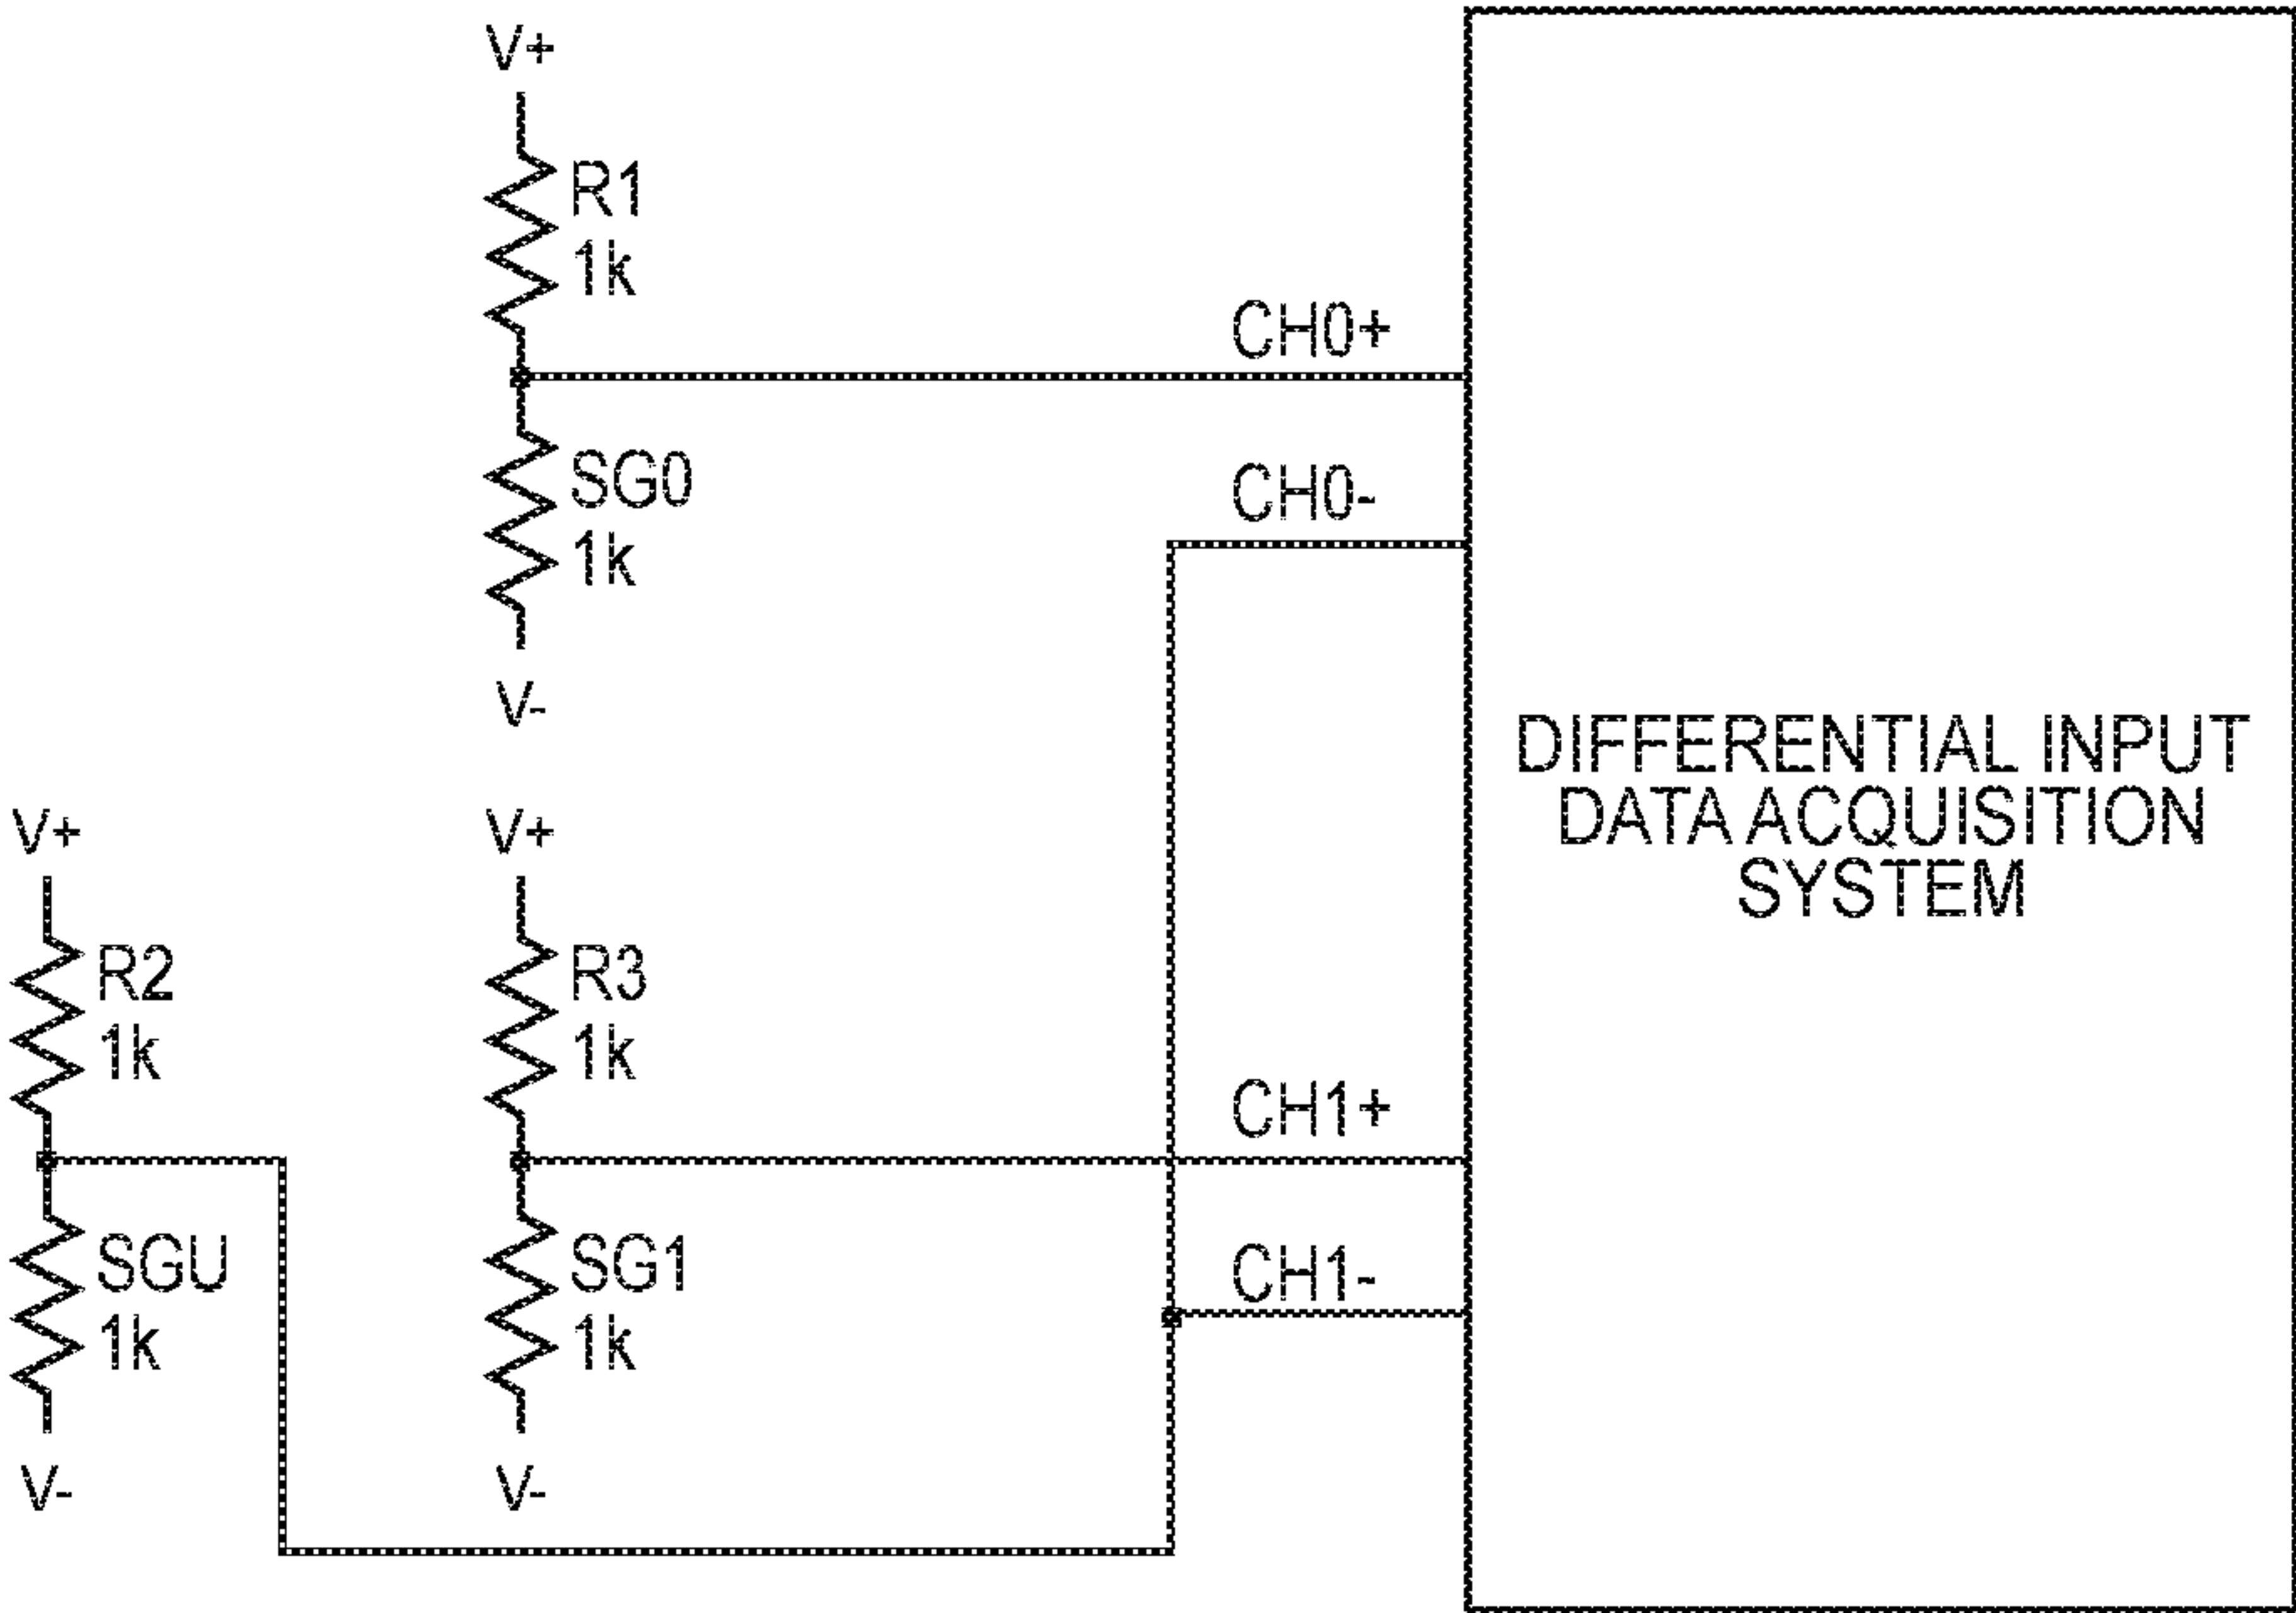 V+
R1
1k
CH0+
SG0
1k
CH0-
V-
DIFFERENTIAL INPUT
DATA ACQUISITION
SYSTEM
V+
V+
R2
1k
R3
1k
CH1+
SGU
1k
SG1
1k
CH1-
V-
V-